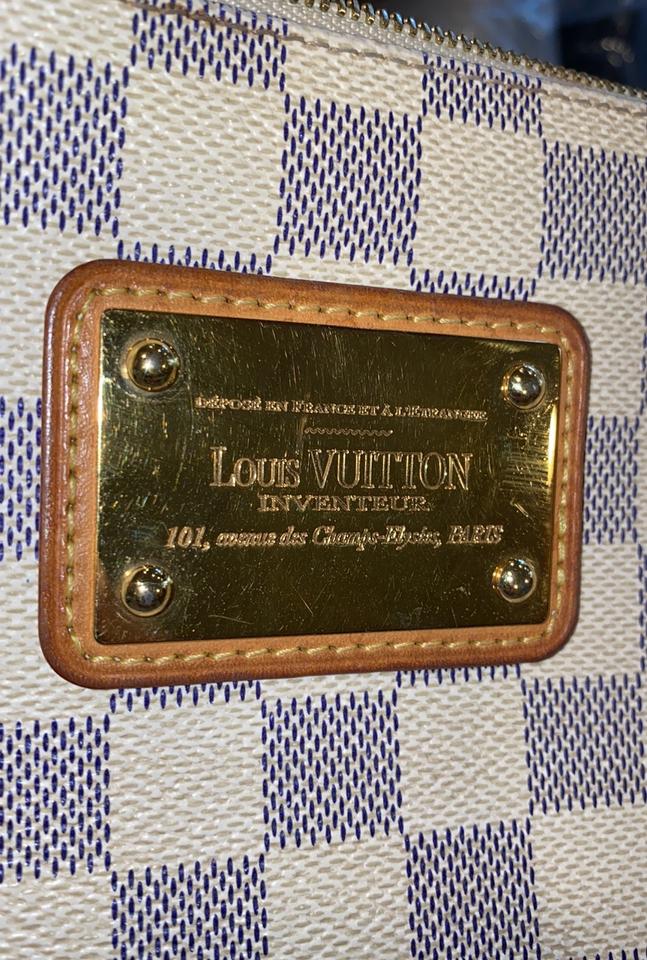 DÉPOSÉ EN FRANCE ET À L'ÉTRANGER
LOUIS VUITTON
INVENTEUR
101, avenue des Champs-Elysées, PARIS